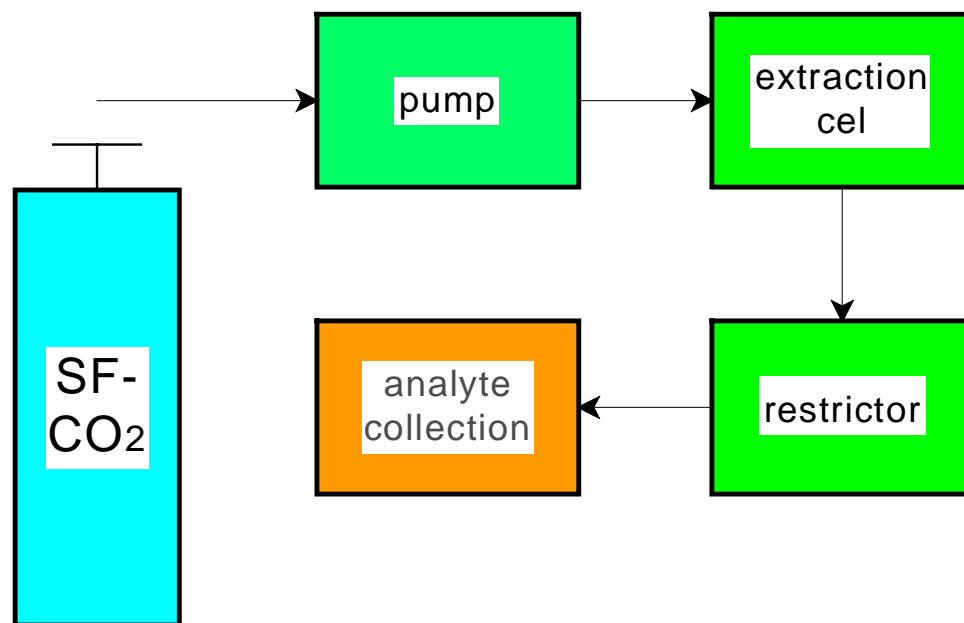 pump
extraction
cel
SF-
CO2
analyte
collection
restrictor